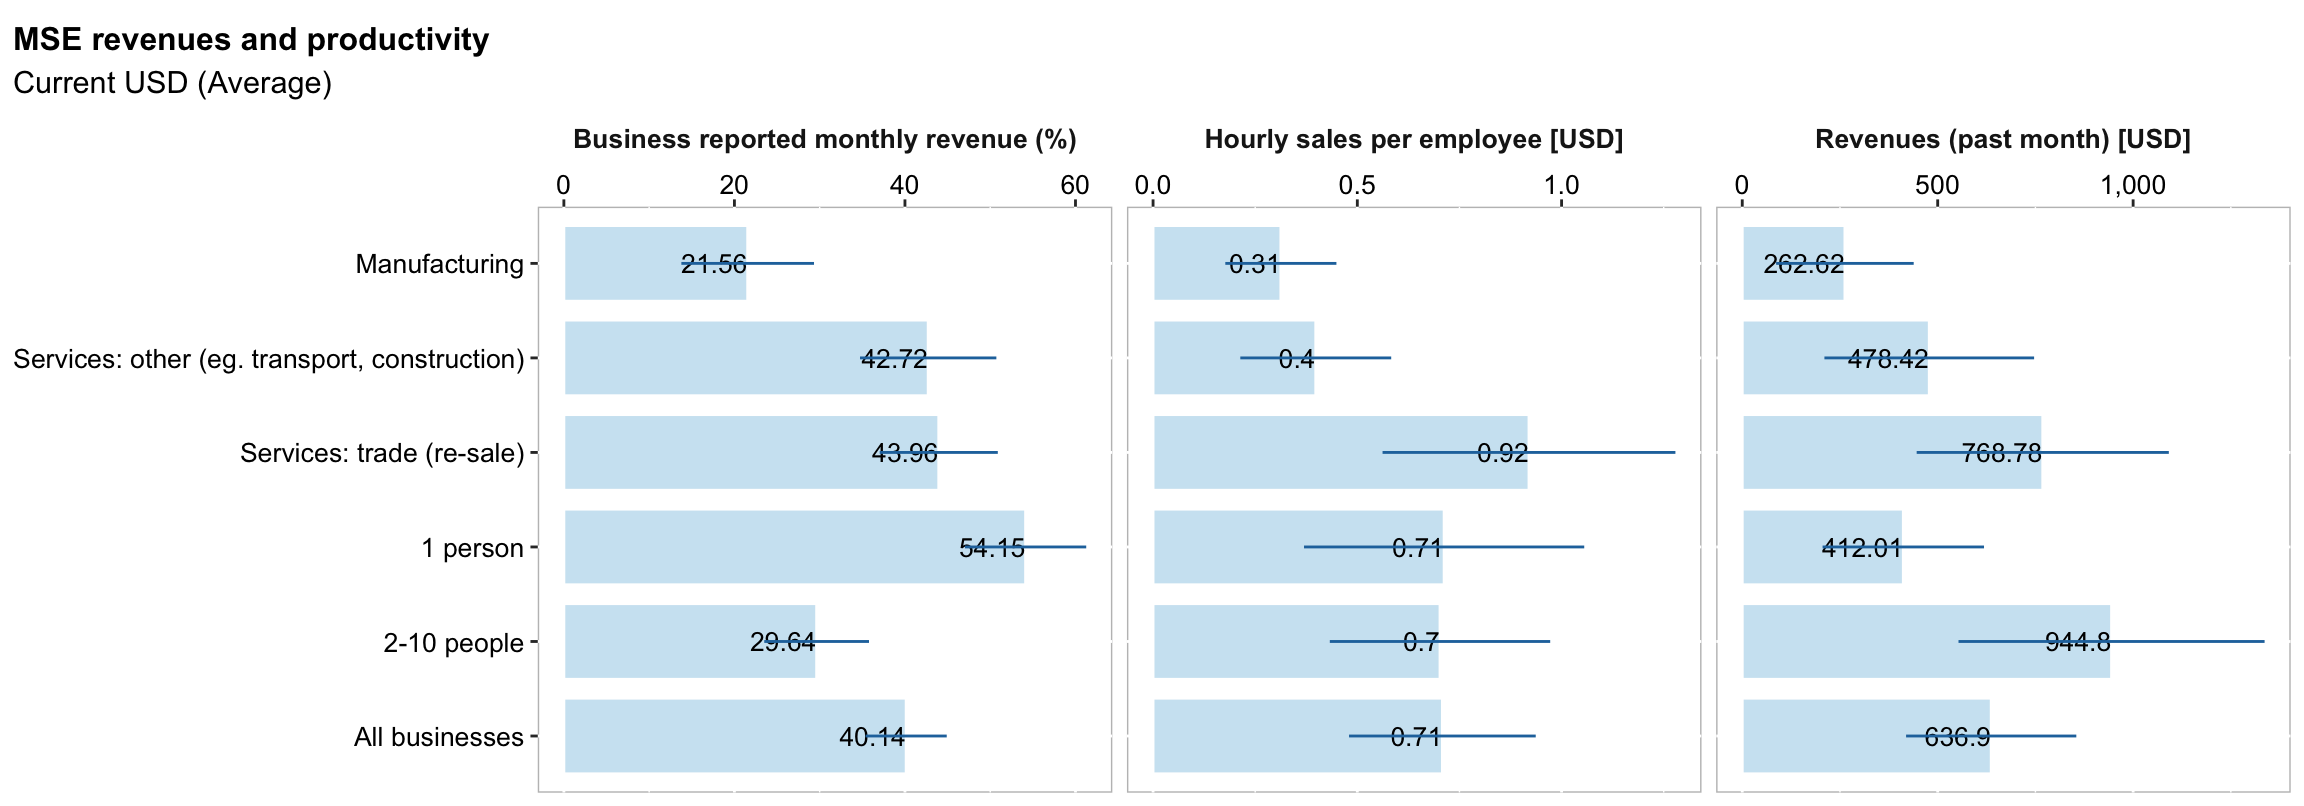 MSE revenues and productivity
Current USD (Average)
Business reported monthly revenue (%) Hourly sales per employee [USD] Revenues (past month) [USD]
0 20 40 60 0.0 0.5 1.0 0 500 1,000
Manufacturing 21.56 0.31 262.62
Services: other (eg. transport, construction) 42.72 0.4 478.42
Services: trade (re-sale) 43.96 0.92 768.78
1 person 54.15 0.71 412.01
2-10 people 29.64 0.7 944.8
All businesses 40.14 0.71 636.9